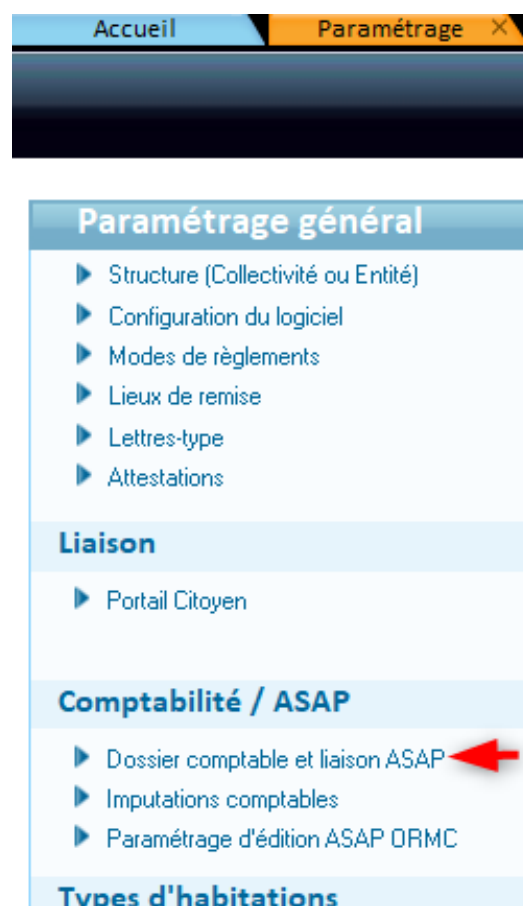 Accueil
Paramétrage
Paramétrage général
Structure (Collectivité ou Entité)
Configuration du logiciel
Modes de règlements
Lieux de remise
Lettres-type
Attestations
Liaison
Portail Citoyen
Comptabilité / ASAP
Dossier comptable et liaison ASAP
Imputations comptables
Paramétrage d'édition ASAP ORMC
Types d'habitations